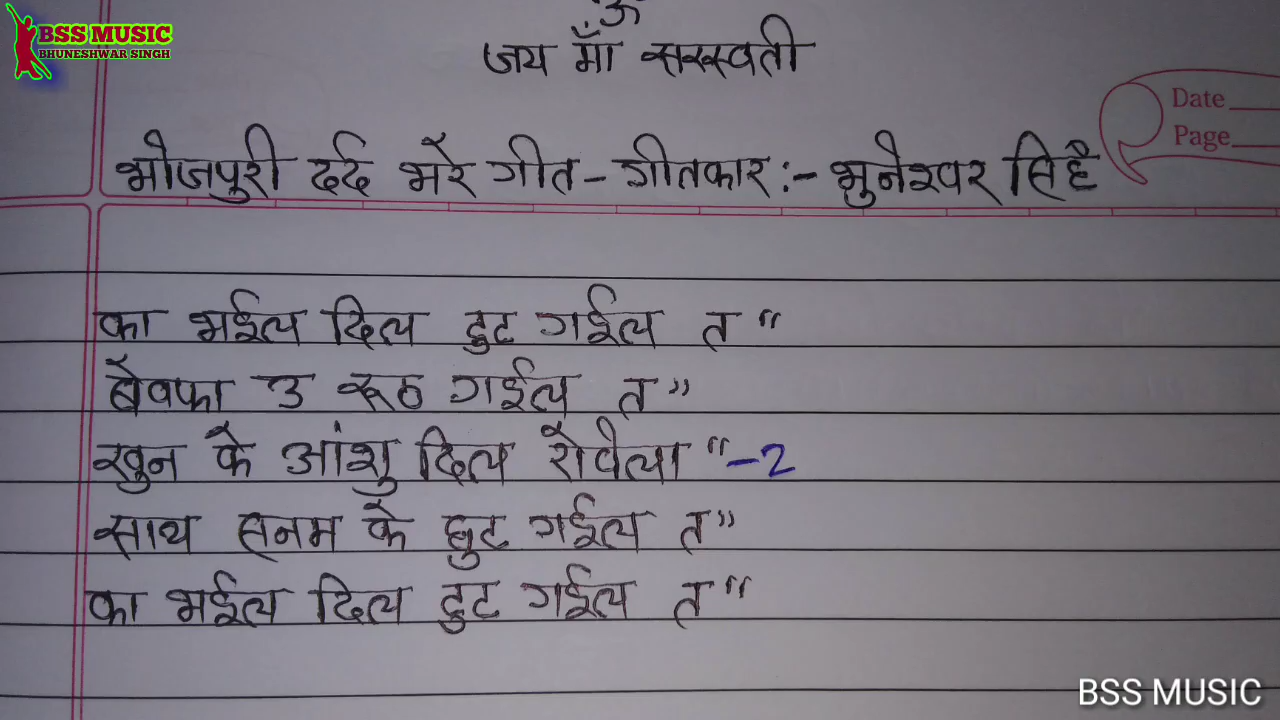 BSS MUSIC
BHUNESHWAR SINGH
ॐ
जय माँ सरस्वती
Date
Page
भोजपुरी दर्द भरे गीत - गीतकार :- भुनेश्वर सिहँ
का भईल दिल टुट गईल त "
बेवफा उ रूठ गईल त "
खुन के आंशु दिल रोवेला " - 2
साथ सनम के छुट गईल त "
का भईल दिल टुट गईल त "
BSS MUSIC